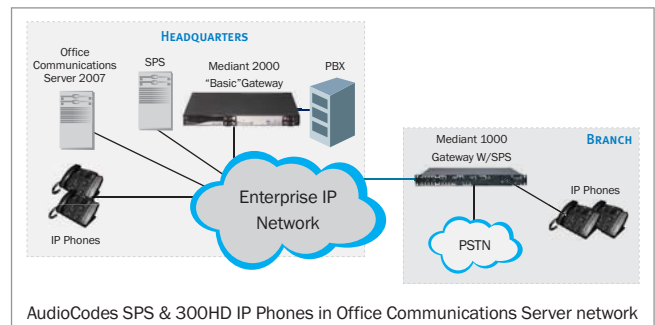 HEADQUARTERS
Office
Communications
Server 2007
SPS
Mediant 2000
“Basic”Gateway
PBX
IP Phones
Enterprise IP
Network
BRANCH
Mediant 1000
Gateway W/SPS
IP Phones
PSTN
AudioCodes SPS & 300HD IP Phones in Office Communications Server network